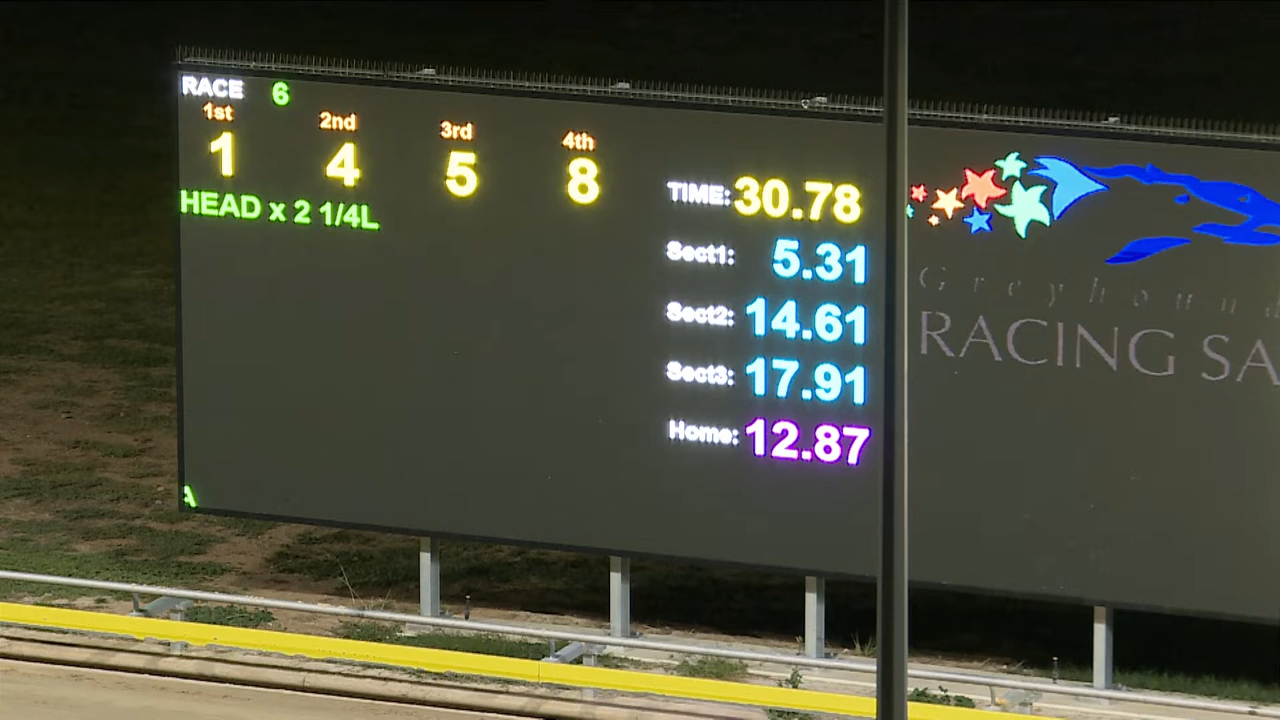 RACE 6
1st 2nd 3rd 4th
1 4 5 8
HEAD x 2 1/4L
TIME: 30.78
Sect1: 5.31
Sect2: 14.61
Sect3: 17.91
Home: 12.87
A
Greyhound
RACING SA